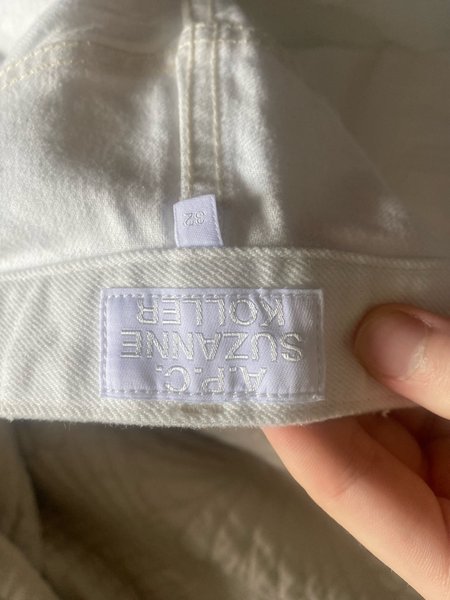 A.P.C.
SUZANNE
KOLLER
32